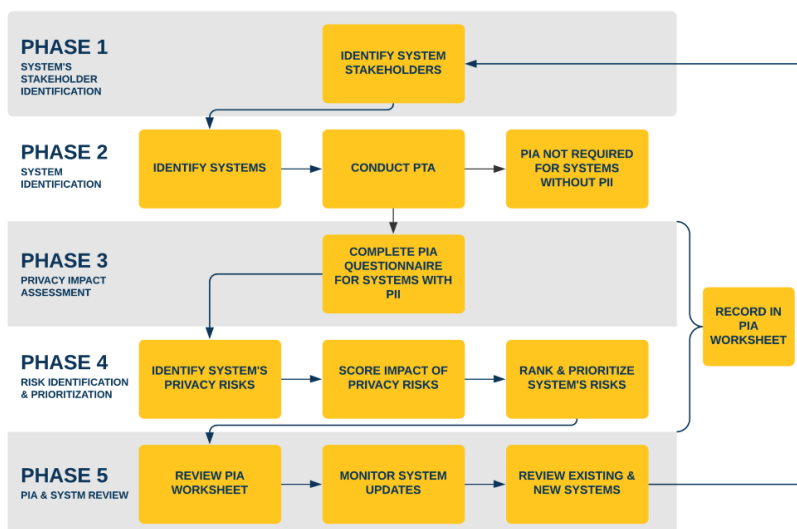 PHASE 1
SYSTEM'S
STAKEHOLDER
IDENTIFICATION
IDENTIFY SYSTEM
STAKEHOLDERS
PHASE 2
SYSTEM
IDENTIFICATION
IDENTIFY SYSTEMS
CONDUCT PTA
PIA NOT REQUIRED
FOR SYSTEMS
WITHOUT PII
PHASE 3
PRIVACY IMPACT
ASSESSMENT
COMPLETE PIA
QUESTIONNAIRE
FOR SYSTEMS WITH
PII
RECORD IN
PIA
WORKSHEET
PHASE 4
RISK IDENTIFICATION
& PRIORITIZATION
IDENTIFY SYSTEM'S
PRIVACY RISKS
SCORE IMPACT OF
PRIVACY RISKS
RANK & PRIORITIZE
SYSTEM'S RISKS
PHASE 5
PIA & SYSTM REVIEW
REVIEW PIA
WORKSHEET
MONITOR SYSTEM
UPDATES
REVIEW EXISTING &
NEW SYSTEMS